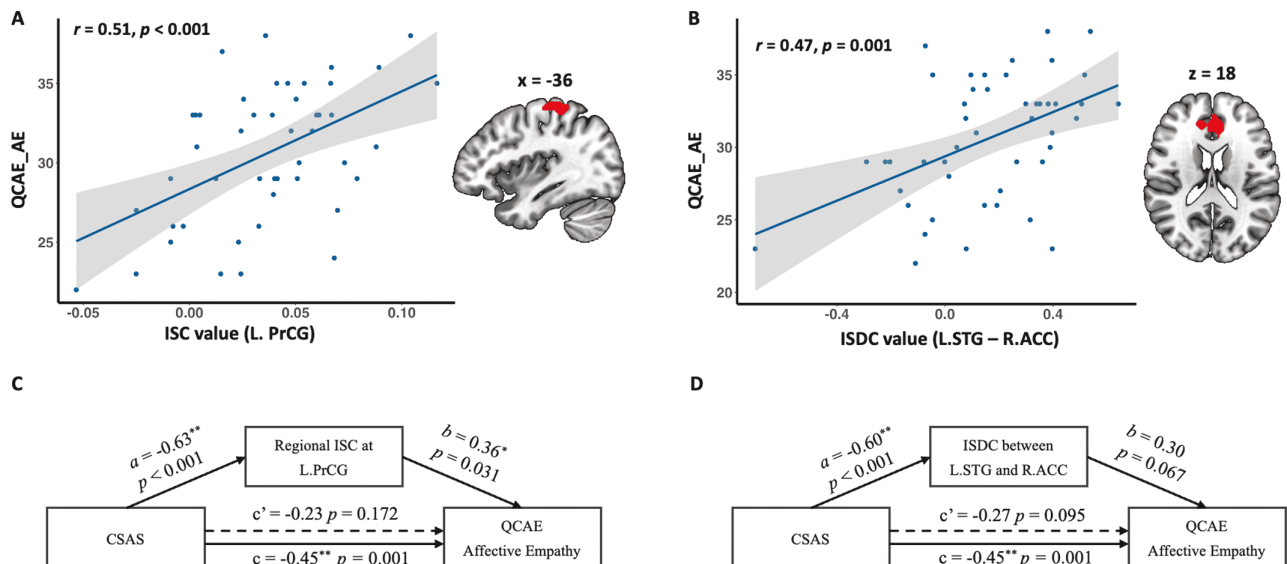 A
r = 0.51, p < 0.001
QCAE_AE
35
30
25
-0.05
0.00
0.05
0.10
ISC value (L. PrCG)
x = -36
B
r = 0.47, p = 0.001
QCAE_AE
35
30
25
20
-0.4
0.0
0.4
ISDC value (L.STG – R.ACC)
z = 18
C
a = -0.63**
p < 0.001
Regional ISC at
L.PrCG
b = 0.36*
p = 0.031
CSAS
c’ = -0.23 p = 0.172
c = -0.45** p = 0.001
QCAE
Affective Empathy
D
a = -0.60**
p < 0.001
ISDC between
L.STG and R.ACC
b = 0.30
p = 0.067
CSAS
c’ = -0.27 p = 0.095
c = -0.45** p = 0.001
QCAE
Affective Empathy